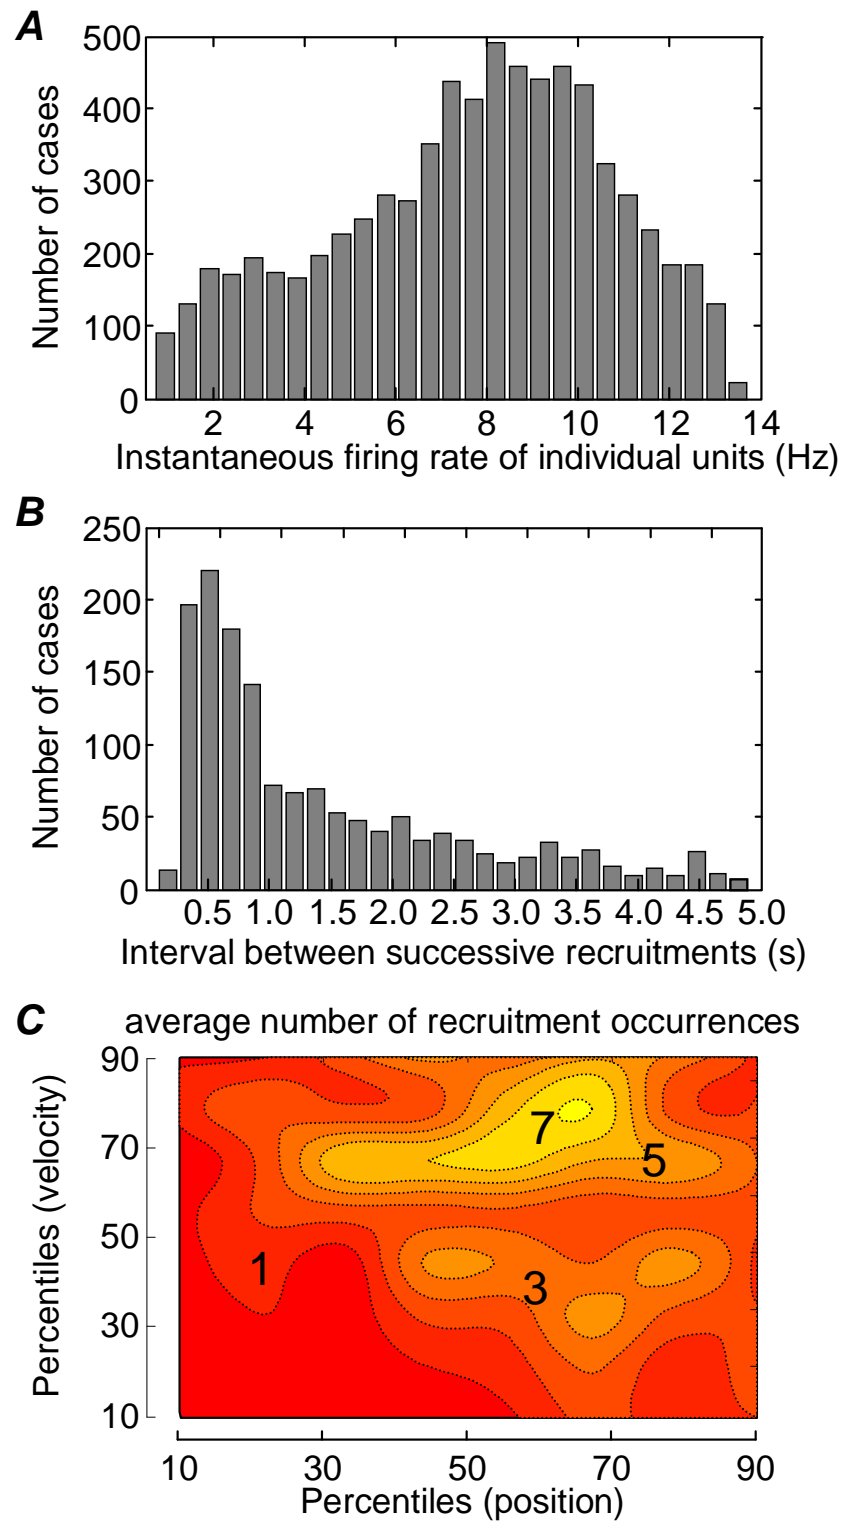 A
Number of cases
500
400
300
200
100
0
2 4 6 8 10 12 14
Instantaneous firing rate of individual units (Hz)
B
Number of cases
250
200
150
100
50
0
0.5 1.0 1.5 2.0 2.5 3.0 3.5 4.0 4.5 5.0
Interval between successive recruitments (s)
C average number of recruitment occurrences
Percentiles (velocity)
90
70
50
30
10
7
5
1
3
10 30 50 70 90
Percentiles (position)